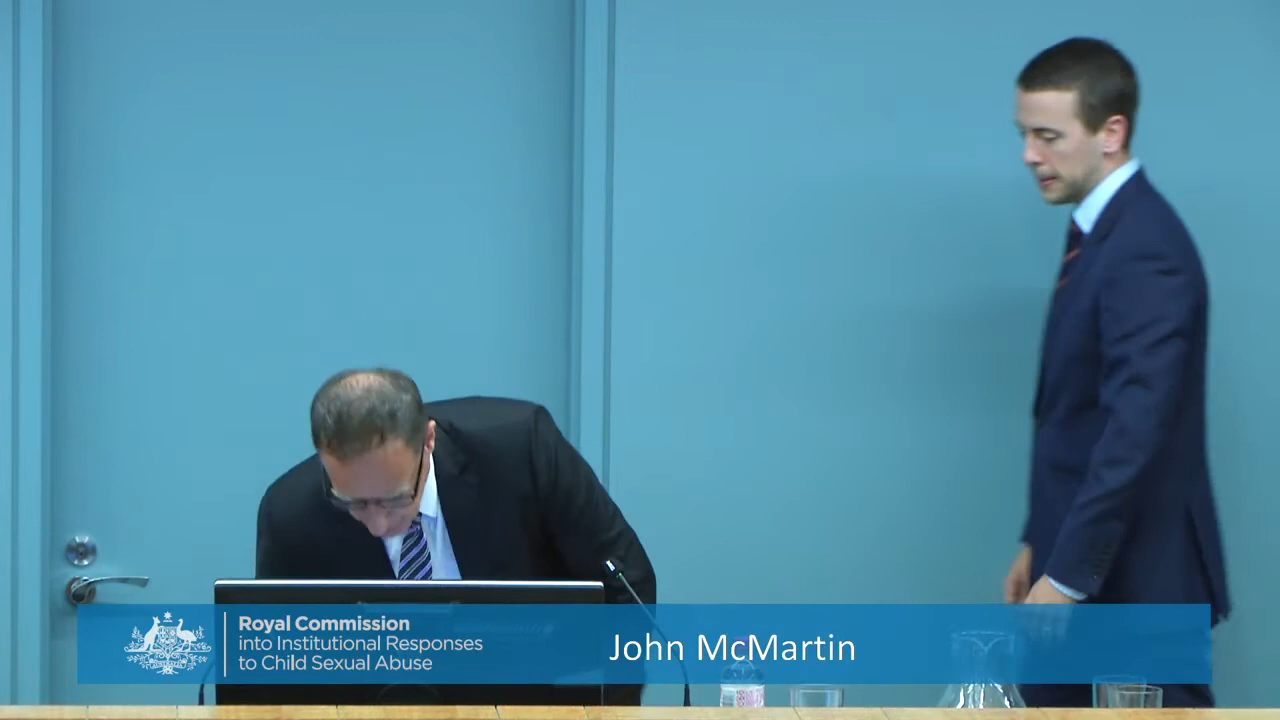 Royal Commission
into Institutional Responses
to Child Sexual Abuse
John McMartin